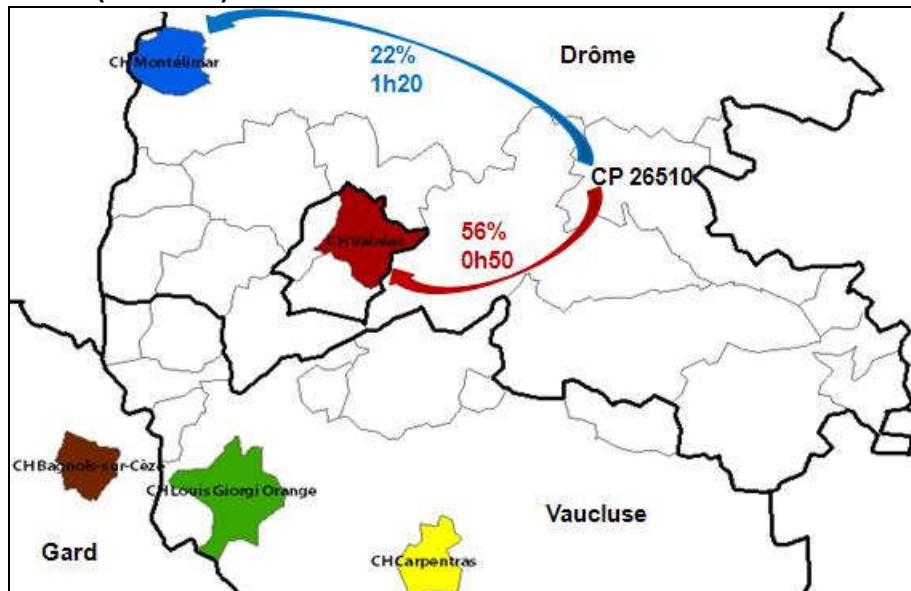 CH Montélimar
22%
1h20
Drôme
CP 26510
CH Valréas
56%
0h50
CH Bagnols-sur-Cèze
CH Louis Giorgi Orange
Vaucluse
Gard
CH Carpentras